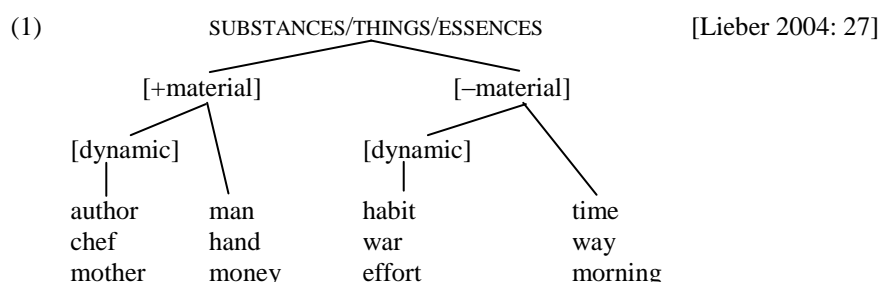 (1) SUBSTANCES/THINGS/ESSENCES [Lieber 2004: 27]
[+material] [–material]
[dynamic] [dynamic]
author man habit time
chef hand war way
mother money effort morning